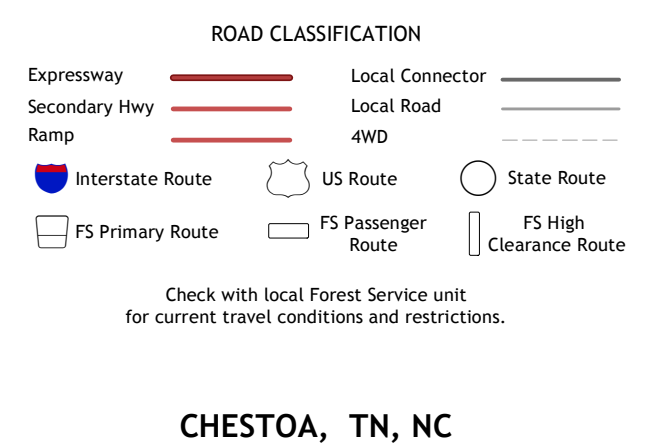 ROAD CLASSIFICATION
Expressway
Local Connector
Secondary Hwy
Local Road
Ramp
4WD
Interstate Route
US Route
State Route
FS Primary Route
FS Passenger
Route
FS High
Clearance Route
Check with local Forest Service unit
for current travel conditions and restrictions.
CHESTOA, TN, NC